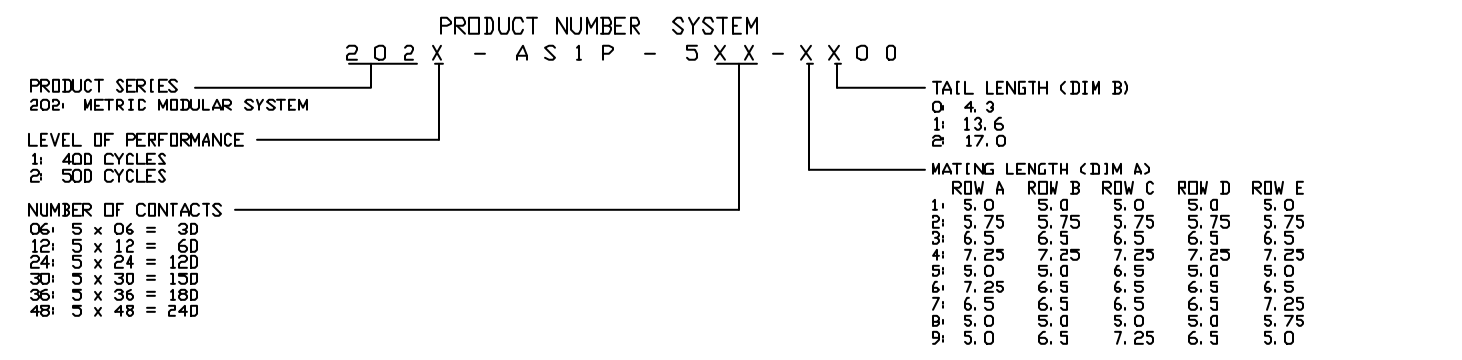 PRODUCT NUMBER SYSTEM
202X - AS1P - 5XX - XX00
PRODUCT SERIES
202: METRIC MODULAR SYSTEM
LEVEL OF PERFORMANCE
1: 400 CYCLES
2: 500 CYCLES
NUMBER OF CONTACTS
06: 5 x 06 = 30
12: 5 x 12 = 60
24: 5 x 24 = 120
30: 5 x 30 = 150
36: 5 x 36 = 180
48: 5 x 48 = 240
TAIL LENGTH (DIM B)
0: 4.3
1: 13.6
2: 17.0
MATING LENGTH (DIM A)
ROW A ROW B ROW C ROW D ROW E
1: 5.0 5.0 5.0 5.0 5.0
2: 5.75 5.75 5.75 5.75 5.75
3: 6.5 6.5 6.5 6.5 6.5
4: 7.25 7.25 7.25 7.25 7.25
5: 5.0 5.0 6.5 5.0 5.0
6: 7.25 6.5 6.5 6.5 6.5
7: 6.5 6.5 6.5 6.5 7.25
8: 5.0 5.0 5.0 5.0 5.75
9: 5.0 6.5 7.25 6.5 5.0